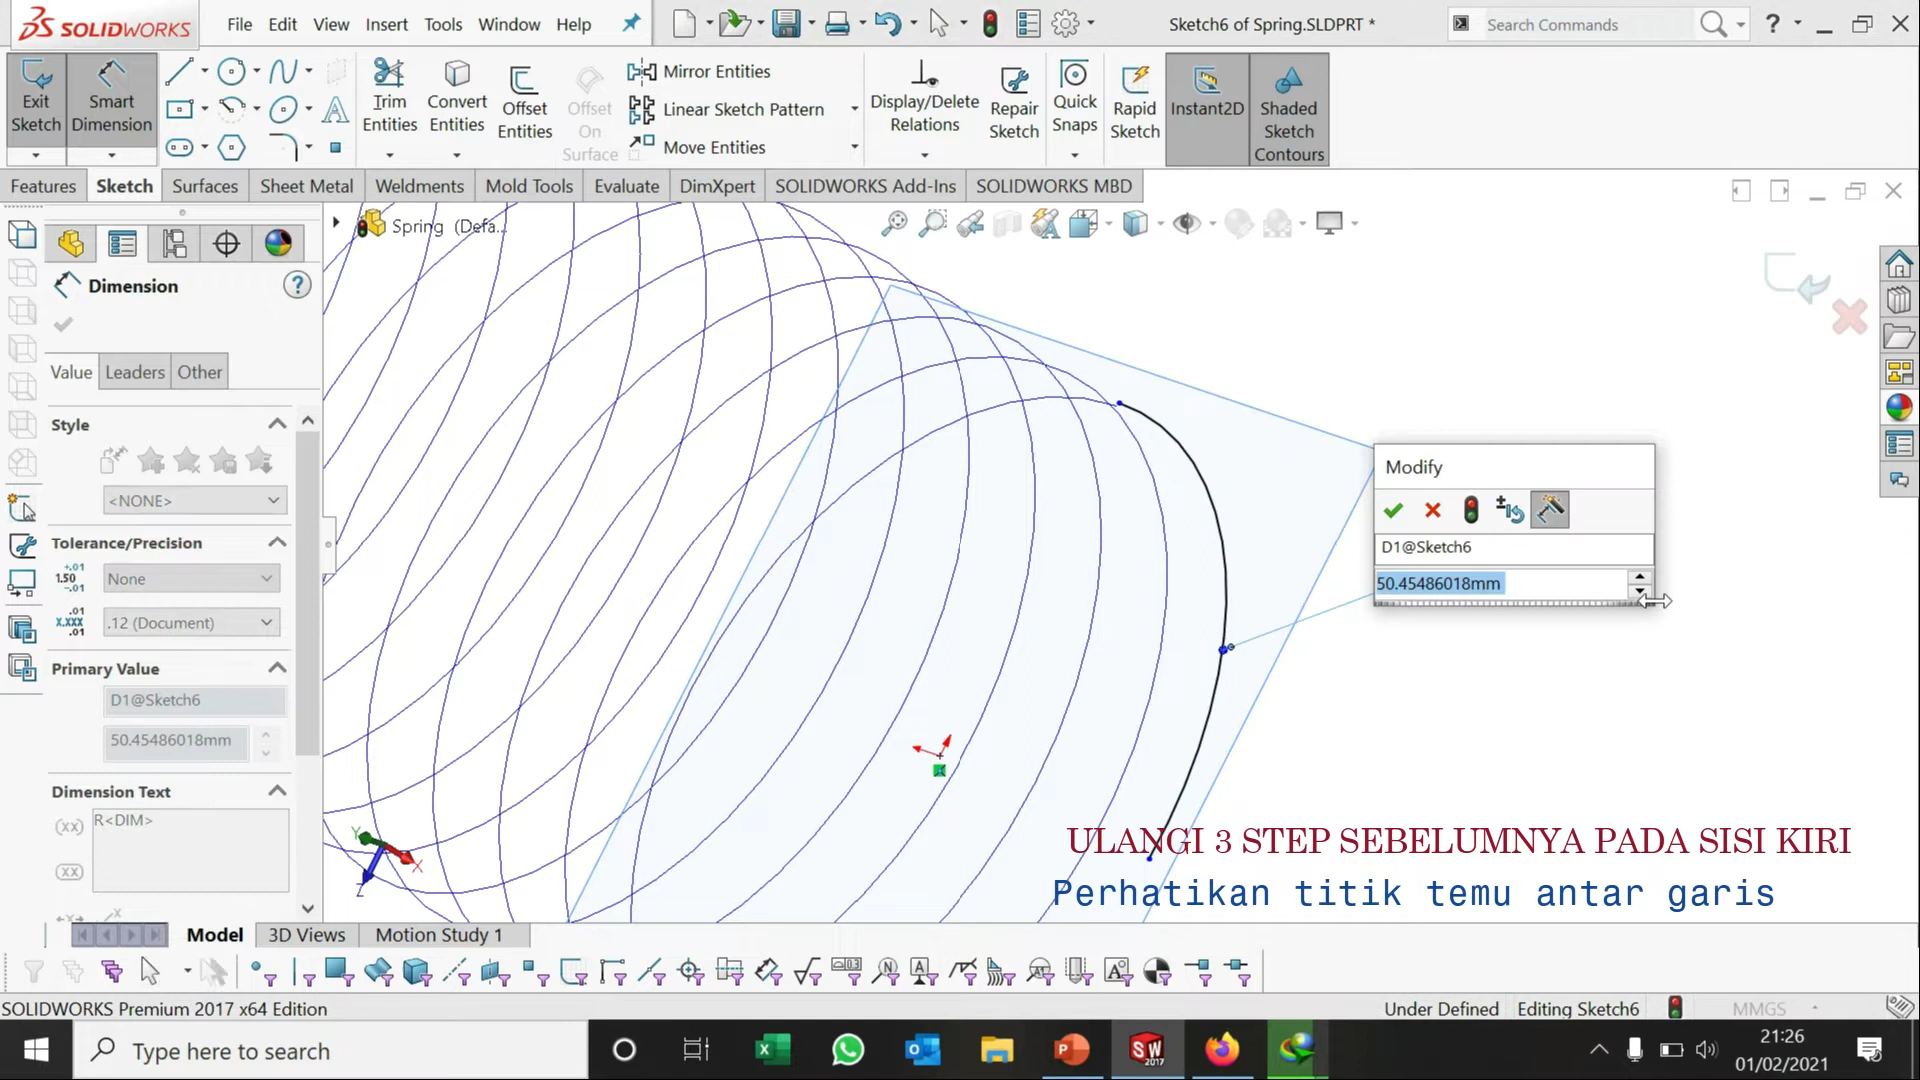 SOLIDWORKS
File Edit View Insert Tools Window Help
Sketch6 of Spring.SLDPRT *
Search Commands
?
Exit Sketch
Smart Dimension
Trim Entities
Convert Entities
Offset Entities
Offset On Surface
Mirror Entities
Linear Sketch Pattern
Move Entities
Display/Delete Relations
Repair Sketch
Quick Snaps
Rapid Sketch
Instant2D
Shaded Sketch Contours
Features Sketch Surfaces Sheet Metal Weldments Mold Tools Evaluate DimXpert SOLIDWORKS Add-Ins SOLIDWORKS MBD
Spring (Defa...
Dimension
?
Value Leaders Other
Style
<NONE>
Tolerance/Precision
None
.12 (Document)
Primary Value
D1@Sketch6
50.45486018mm
Dimension Text
R<DIM>
Modify
D1@Sketch6
50.45486018mm
Y
X
Z
ULANGI 3 STEP SEBELUMNYA PADA SISI KIRI
Perhatikan titik temu antar garis
Model 3D Views Motion Study 1
SOLIDWORKS Premium 2017 x64 Edition
Under Defined Editing Sketch6 MMGS
Type here to search
21:26
01/02/2021